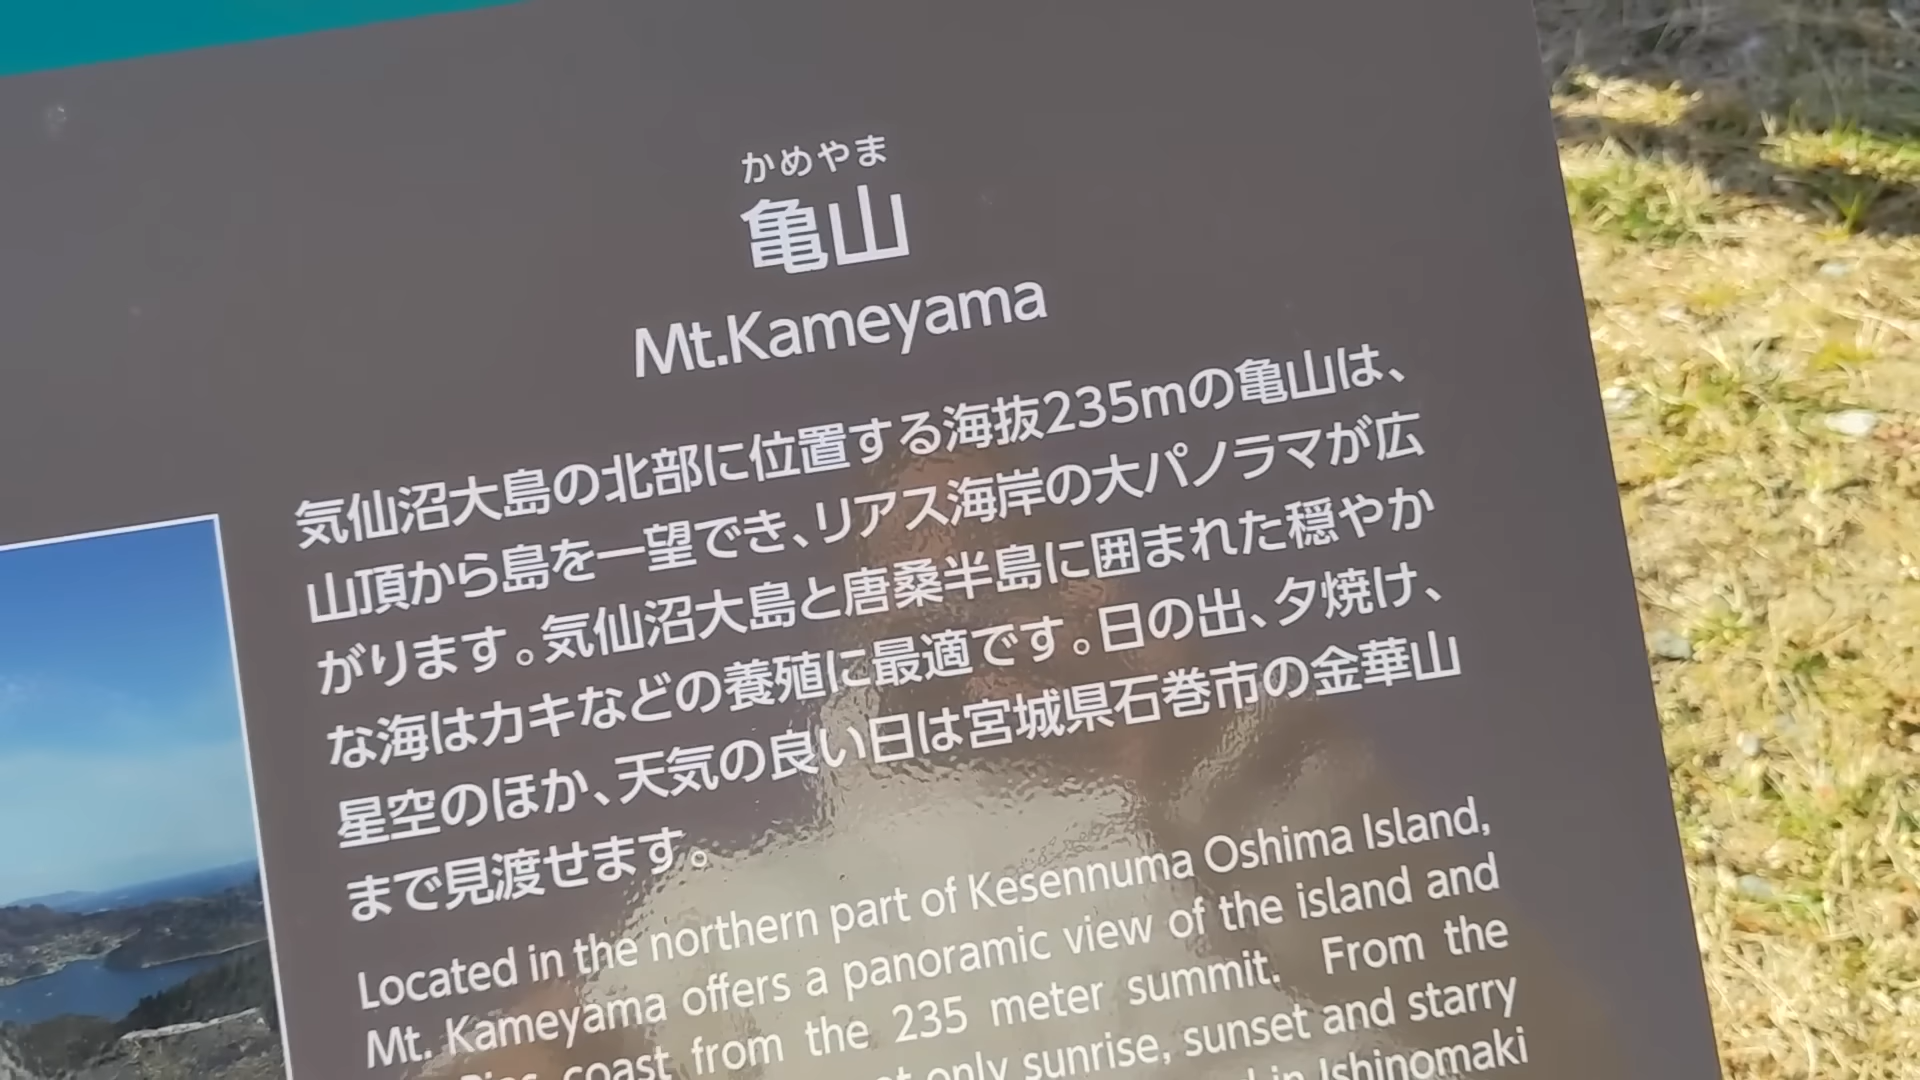 かめやま
亀山
Mt.Kameyama
気仙沼大島の北部に位置する海抜235mの亀山は、
山頂から島を一望でき、リアス海岸の大パノラマが広
がります。気仙沼大島と唐桑半島に囲まれた穏やか
な海はカキなどの養殖に最適です。日の出、夕焼け、
星空のほか、天気の良い日は宮城県石巻市の金華山
まで見渡せます。
Located in the northern part of Kesennuma Oshima Island,
Mt. Kameyama offers a panoramic view of the island and
coast from the 235 meter summit. From the
only sunrise, sunset and starry
in Ishinomaki